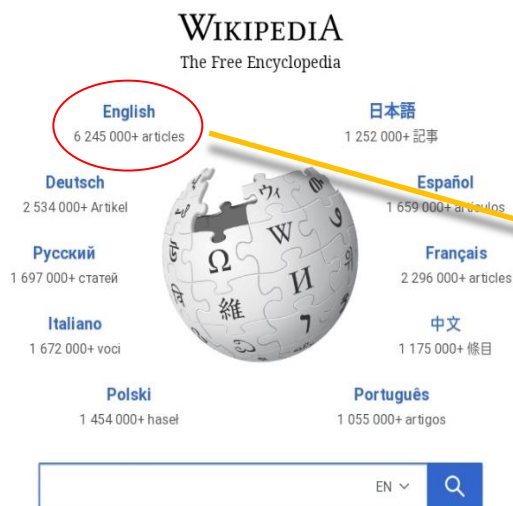 WIKIPEDIA
The Free Encyclopedia
English
6 245 000+ articles
日本語
1 252 000+ 記事
Deutsch
2 534 000+ Artikel
Español
1 659 000+ artículos
Русский
1 697 000+ статей
Français
2 296 000+ articles
Italiano
1 672 000+ voci
中文
1 175 000+ 條目
Polski
1 454 000+ haseł
Português
1 055 000+ artigos
Ω
W
И
維
EN